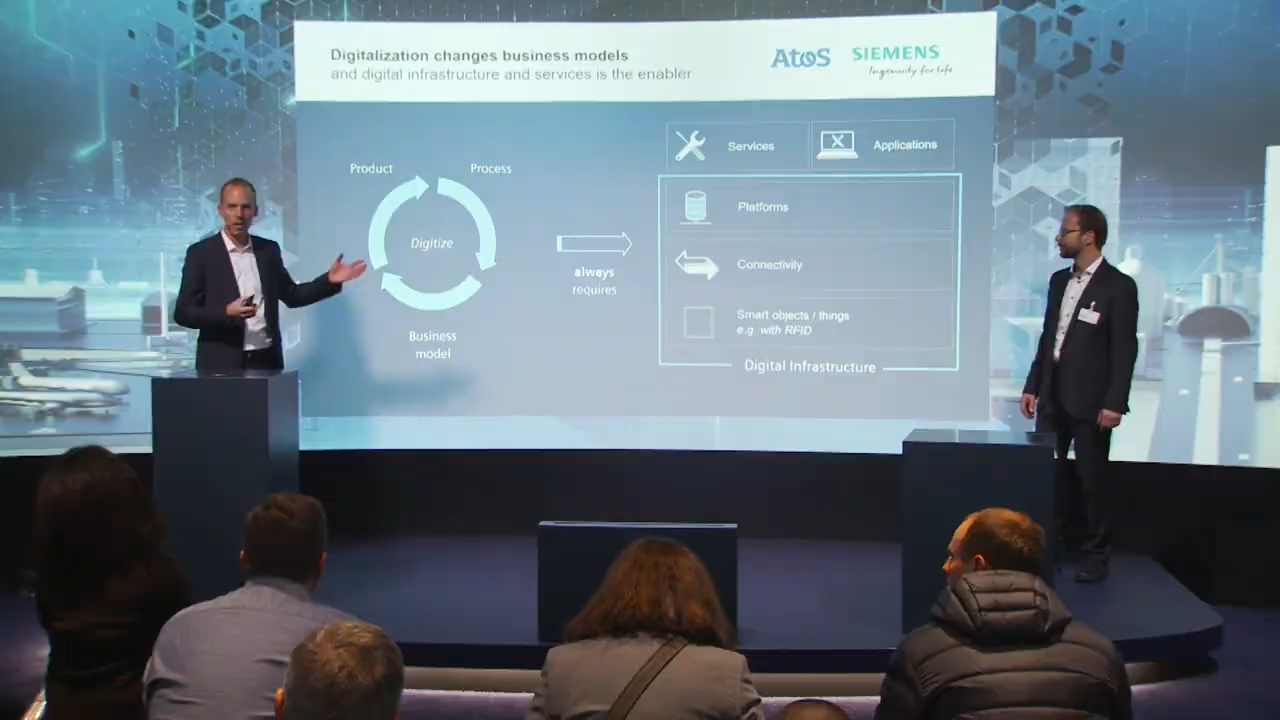 Digitalization changes business models
and digital infrastructure and services is the enabler
Atos
SIEMENS
Ingenuity for life
Product
Process
Digitize
Business
model
always
requires
Services
Applications
Platforms
Connectivity
Smart objects / things
e.g. with RFID
Digital Infrastructure